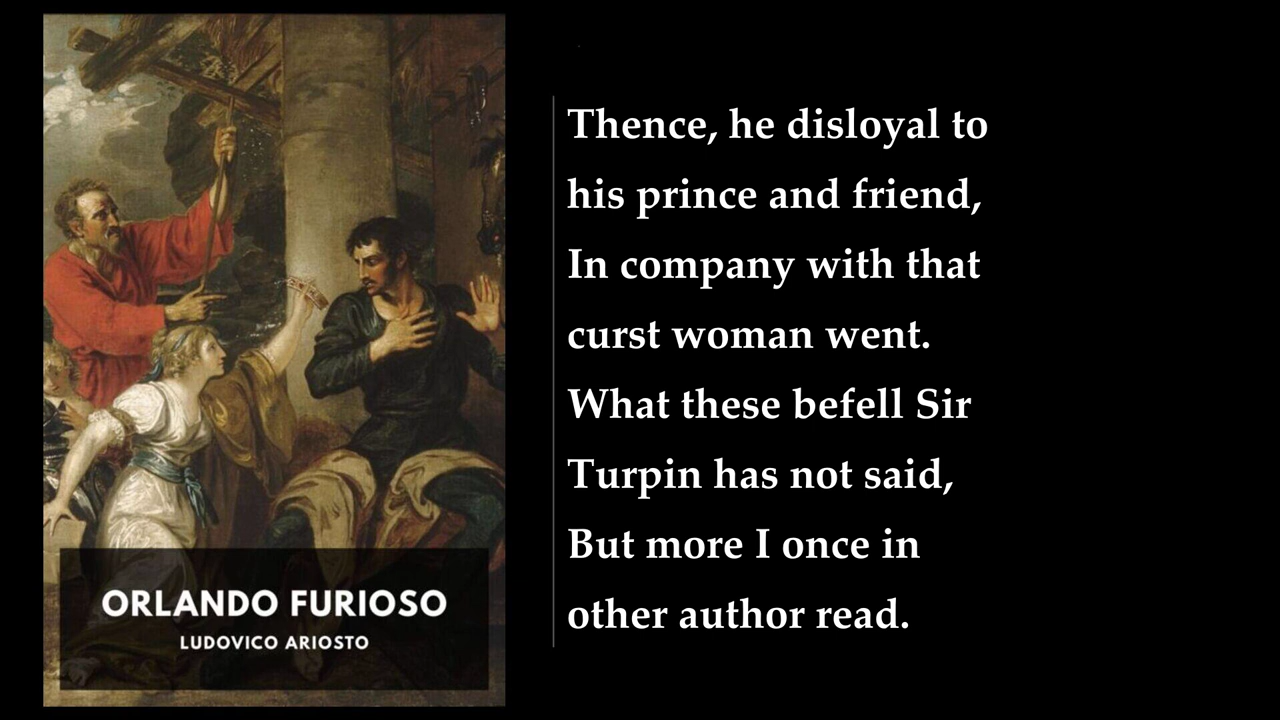 ORLANDO FURIOSO
LUDOVICO ARIOSTO
Thence, he disloyal to
his prince and friend,
In company with that
curst woman went.
What these befell Sir
Turpin has not said,
But more I once in
other author read.